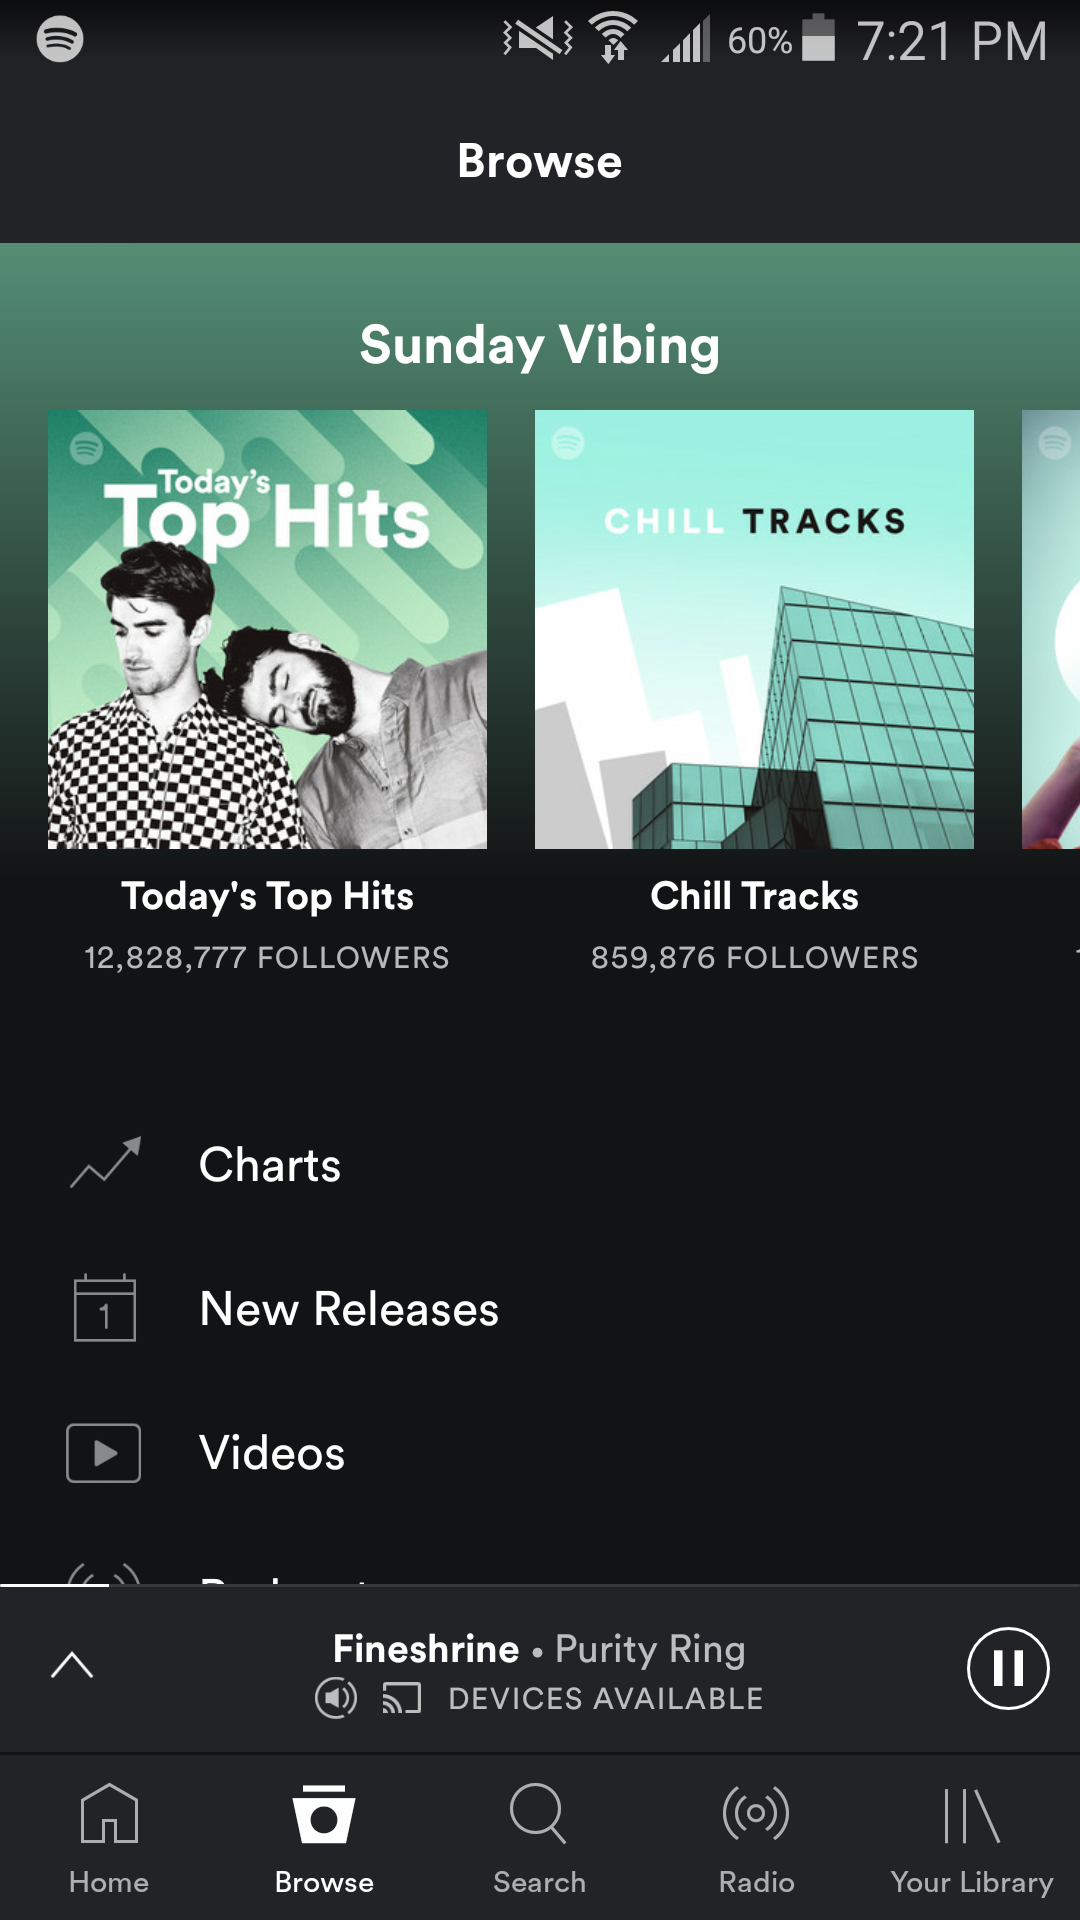 60% 7:21 PM
Browse
Sunday Vibing
Today's
Top Hits
CHILL TRACKS
Today's Top Hits
Chill Tracks
12,828,777 FOLLOWERS
859,876 FOLLOWERS
Charts
1
New Releases
Videos
Fineshrine • Purity Ring
DEVICES AVAILABLE
Home
Browse
Search
Radio
Your Library